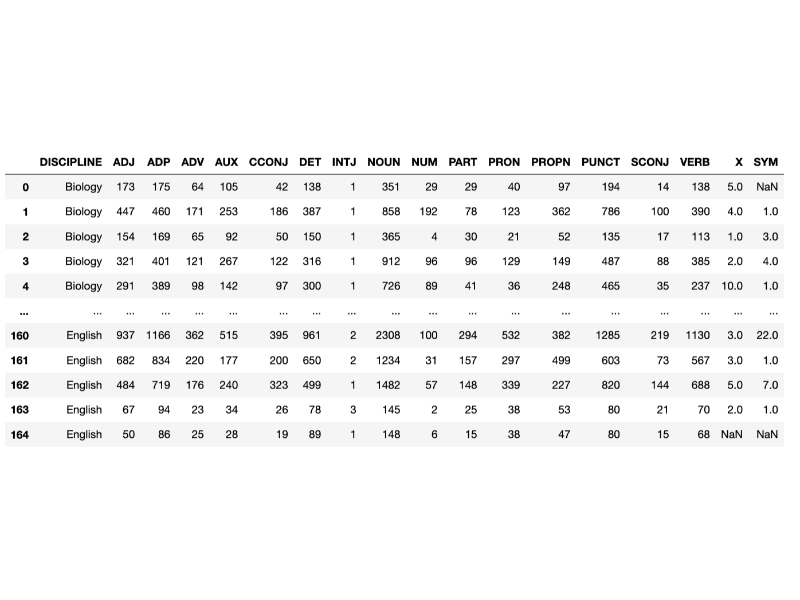 DISCIPLINE ADJ ADP ADV AUX CCONJ DET INTJ NOUN NUM PART PRON PROPN PUNCT SCONJ VERB X SYM
0 Biology 173 175 64 105 42 138 1 351 29 29 40 97 194 14 138 5.0 NaN
1 Biology 447 460 171 253 186 387 1 858 192 78 123 362 786 100 390 4.0 1.0
2 Biology 154 169 65 92 50 150 1 365 4 30 21 52 135 17 113 1.0 3.0
3 Biology 321 401 121 267 122 316 1 912 96 96 129 149 487 88 385 2.0 4.0
4 Biology 291 389 98 142 97 300 1 726 89 41 36 248 465 35 237 10.0 1.0
... ... ... ... ... ... ... ... ... ... ... ... ... ... ... ... ... ... ...
160 English 937 1166 362 515 395 961 2 2308 100 294 532 382 1285 219 1130 3.0 22.0
161 English 682 834 220 177 200 650 2 1234 31 157 297 499 603 73 567 3.0 1.0
162 English 484 719 176 240 323 499 1 1482 57 148 339 227 820 144 688 5.0 7.0
163 English 67 94 23 34 26 78 3 145 2 25 38 53 80 21 70 2.0 1.0
164 English 50 86 25 28 19 89 1 148 6 15 38 47 80 15 68 NaN NaN